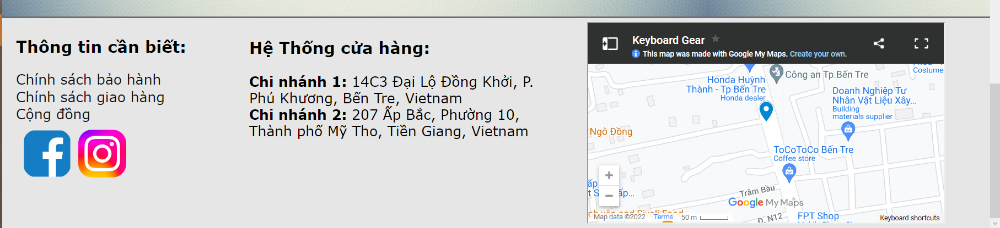 Thông tin cần biết:
Chính sách bảo hành
Chính sách giao hàng
Cộng đồng
Hệ Thống cửa hàng:
Chi nhánh 1: 14C3 Đại Lộ Đồng Khởi, P.
Phú Khương, Bến Tre, Vietnam
Chi nhánh 2: 207 Ấp Bắc, Phường 10,
Thành phố Mỹ Tho, Tiền Giang, Vietnam
Keyboard Gear
This map was made with Google My Maps. Create your own.
Costume
Công an Tp.Bến Tre
Honda Huỳnh
Thành - Tp Bến Tre
Honda dealer
Doanh Nghiệp Tư
Nhân Vật Liệu Xây...
Building
materials supplier
Ngô Đồng
ToCoToCo Bến Tre
Coffee store
Trâm Bầu
Google My Maps
FPT Shop
Đ. N12
Map data ©2022 Terms 50 m
Keyboard shortcuts